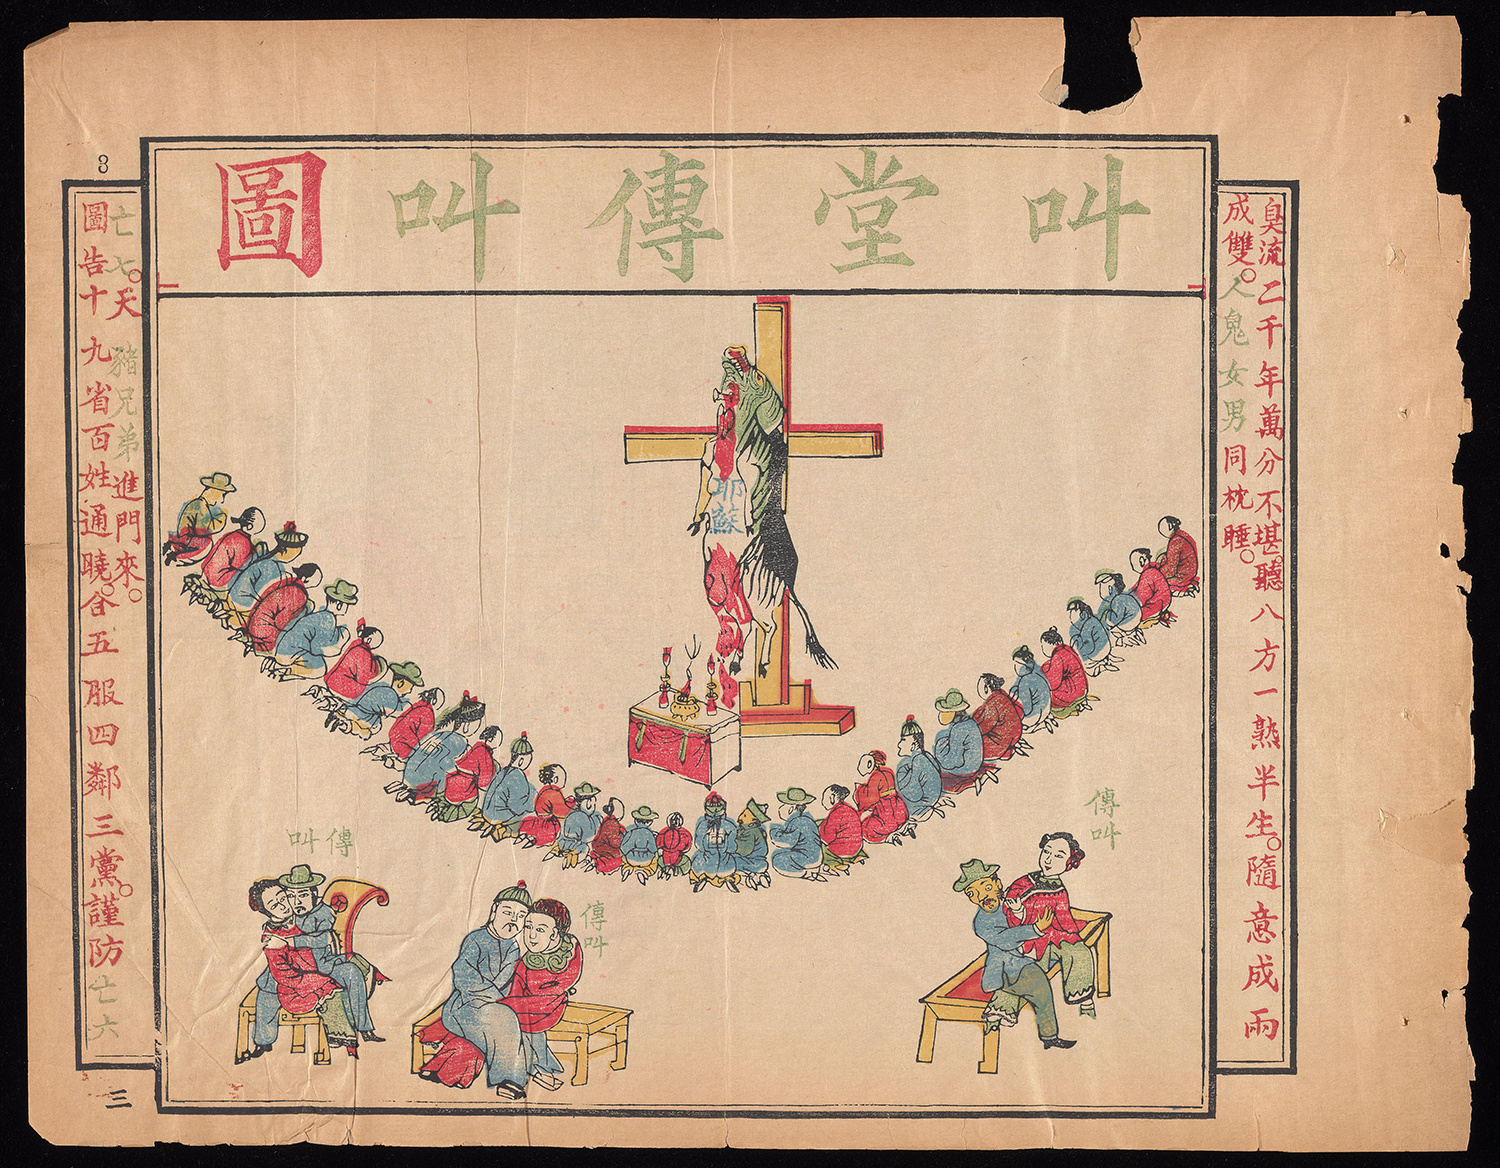 叫堂傳叫圖
臭流二千年萬分不堪。聽八方一熟半生。隨意成兩
成雙。人鬼女男同枕睡。
耶蘇
傳叫
傳叫
傳叫
3
圖告十九省百姓通曉。合五服四鄰三黨。謹防亡六
亡七。天豬兄弟進門來。
三